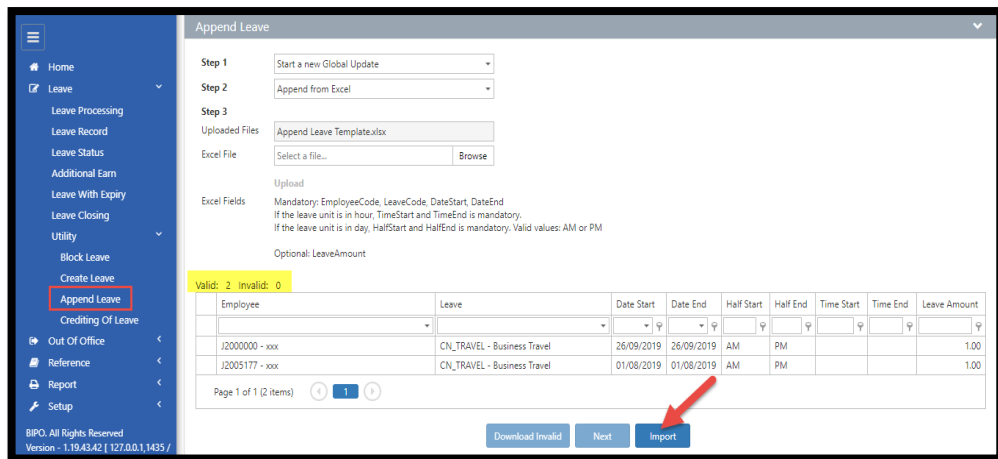 Append Leave
Home
Leave
Leave Processing
Leave Record
Leave Status
Additional Earn
Leave With Expiry
Leave Closing
Utility
Block Leave
Create Leave
Append Leave
Crediting Of Leave
Out Of Office
Reference
Report
Setup
BIPO. All Rights Reserved
Version - 1.19.43.42 [ 127.0.0.1,1435 /
Step 1 Start a new Global Update
Step 2 Append from Excel
Step 3
Uploaded Files Append Leave Template.xlsx
Excel File Select a file... Browse
Upload
Excel Fields Mandatory: EmployeeCode, LeaveCode, DateStart, DateEnd
If the leave unit is in hour, TimeStart and TimeEnd is mandatory.
If the leave unit is in day, HalfStart and HalfEnd is mandatory. Valid values: AM or PM
Optional: LeaveAmount
Valid: 2 Invalid: 0
Employee Leave Date Start Date End Half Start Half End Time Start Time End Leave Amount
J2000000 - xxx CN_TRAVEL - Business Travel 26/09/2019 26/09/2019 AM PM 1.00
J2005177 - xxx CN_TRAVEL - Business Travel 01/08/2019 01/08/2019 AM PM 1.00
Page 1 of 1 (2 items) 1
Download Invalid Next Import